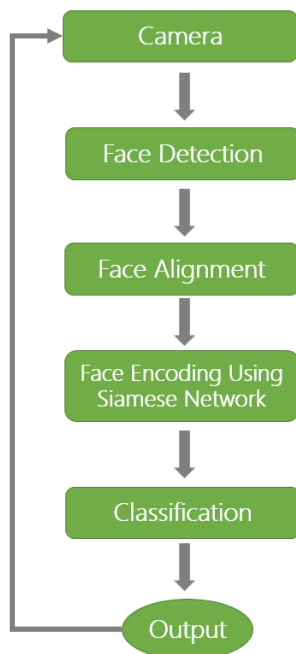 Camera
Face Detection
Face Alignment
Face Encoding Using
Siamese Network
Classification
Output